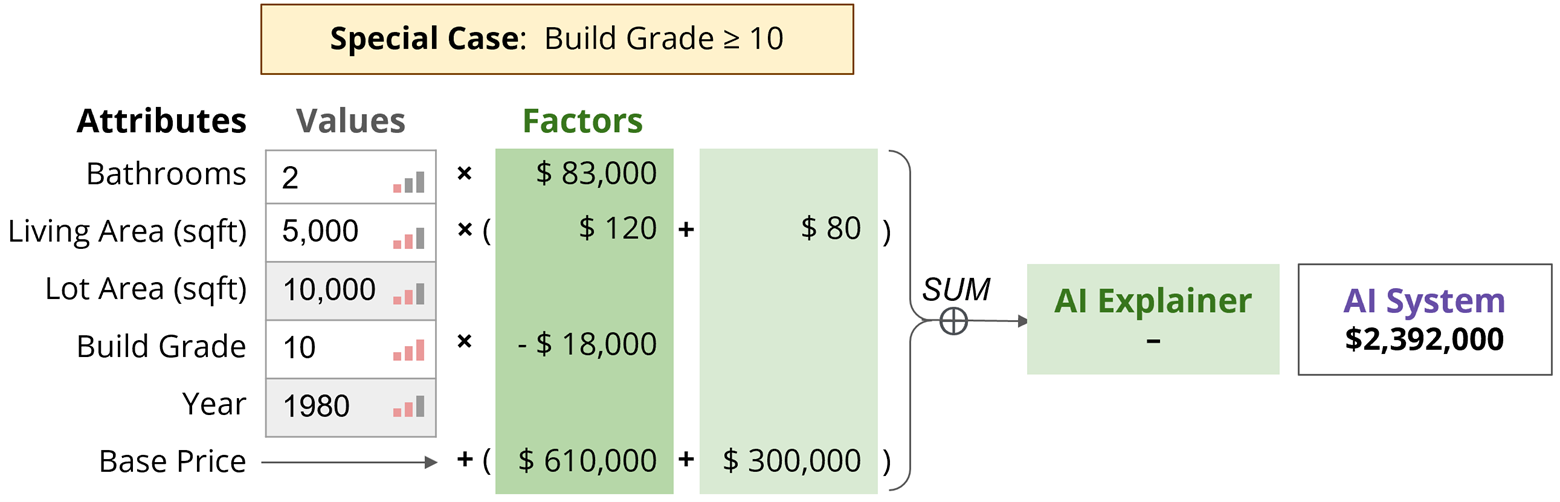 Special Case: Build Grade ≥ 10
Attributes Values Factors
Bathrooms 2 × $ 83,000
Living Area (sqft) 5,000 × ( $ 120 + $ 80 )
Lot Area (sqft) 10,000
Build Grade 10 × - $ 18,000
Year 1980
Base Price + ( $ 610,000 + $ 300,000 )
SUM
AI Explainer
–
AI System
$2,392,000